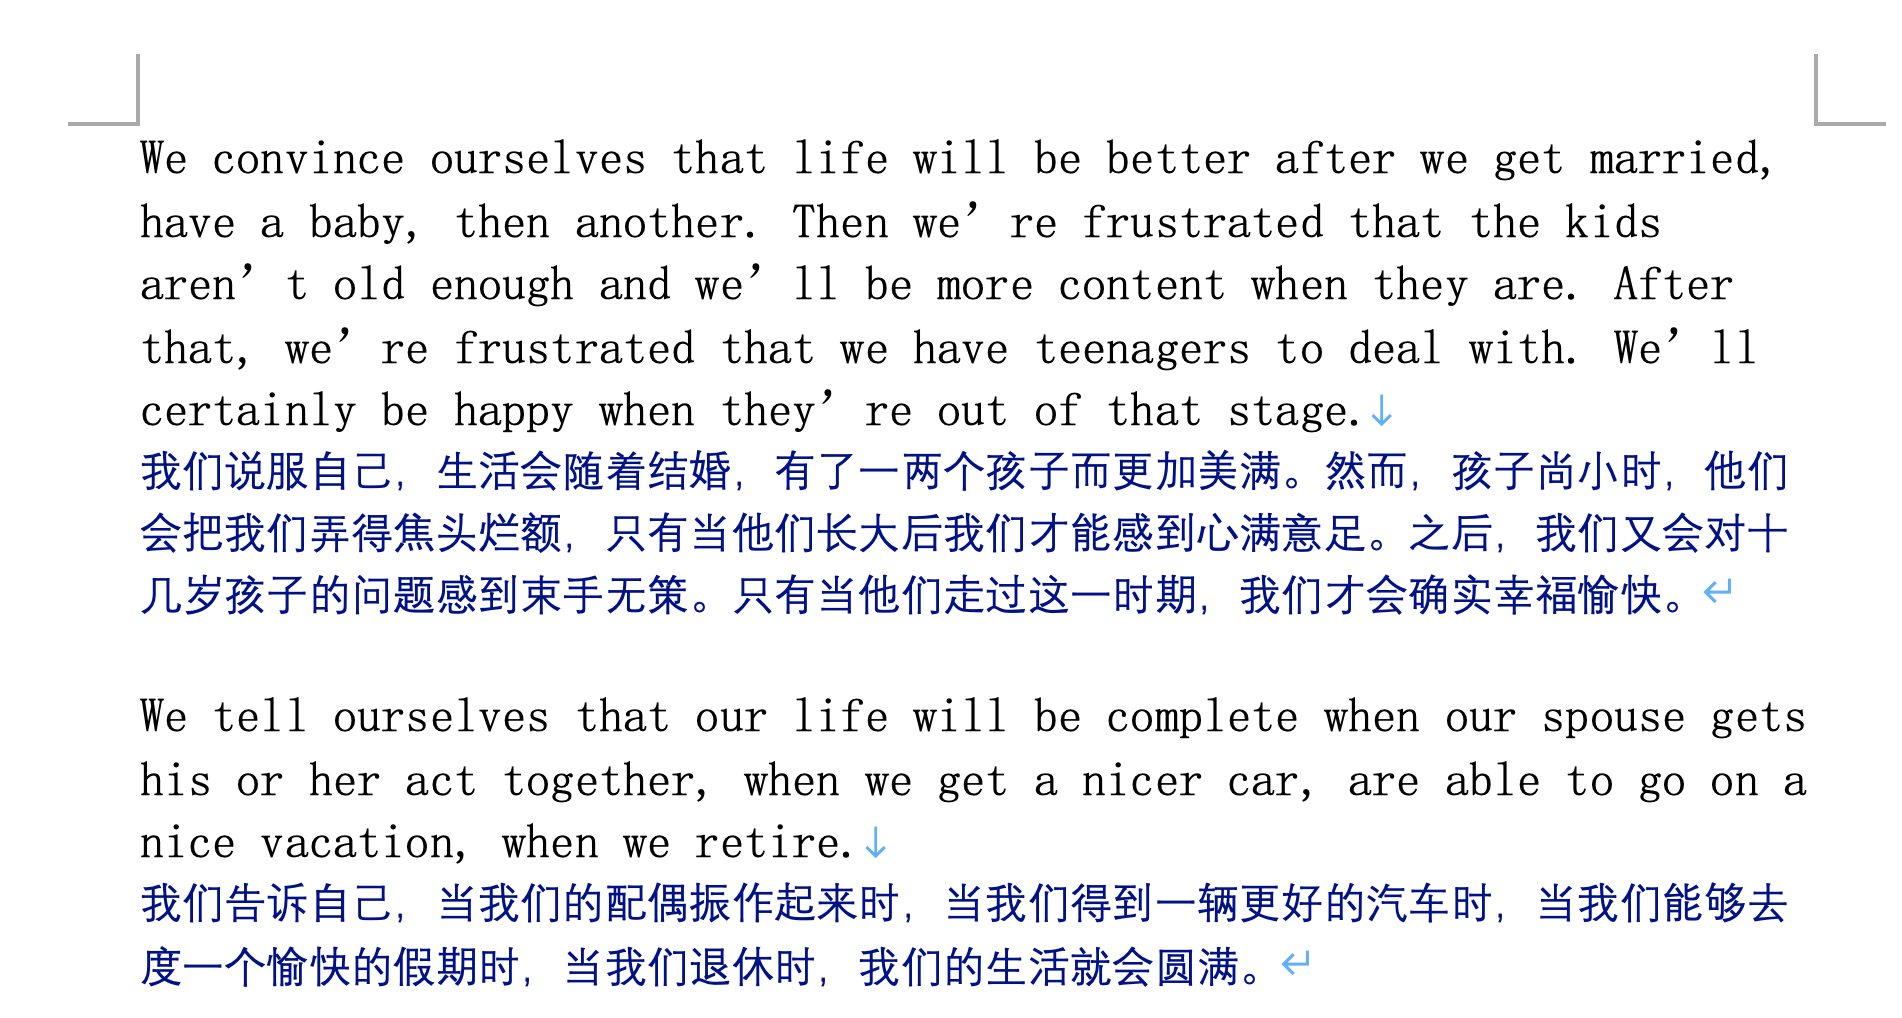 We convince ourselves that life will be better after we get married,
have a baby, then another. Then we’re frustrated that the kids
aren’t old enough and we’ll be more content when they are. After
that, we’re frustrated that we have teenagers to deal with. We’ll
certainly be happy when they’re out of that stage.↓
我们说服自己，生活会随着结婚，有了一两个孩子而更加美满。然而，孩子尚小时，他们
会把我们弄得焦头烂额，只有当他们长大后我们才能感到心满意足。之后，我们又会对十
几岁孩子的问题感到束手无策。只有当他们走过这一时期，我们才会确实幸福愉快。↵
We tell ourselves that our life will be complete when our spouse gets
his or her act together, when we get a nicer car, are able to go on a
nice vacation, when we retire.↓
我们告诉自己，当我们的配偶振作起来时，当我们得到一辆更好的汽车时，当我们能够去
度一个愉快的假期时，当我们退休时，我们的生活就会圆满。↵